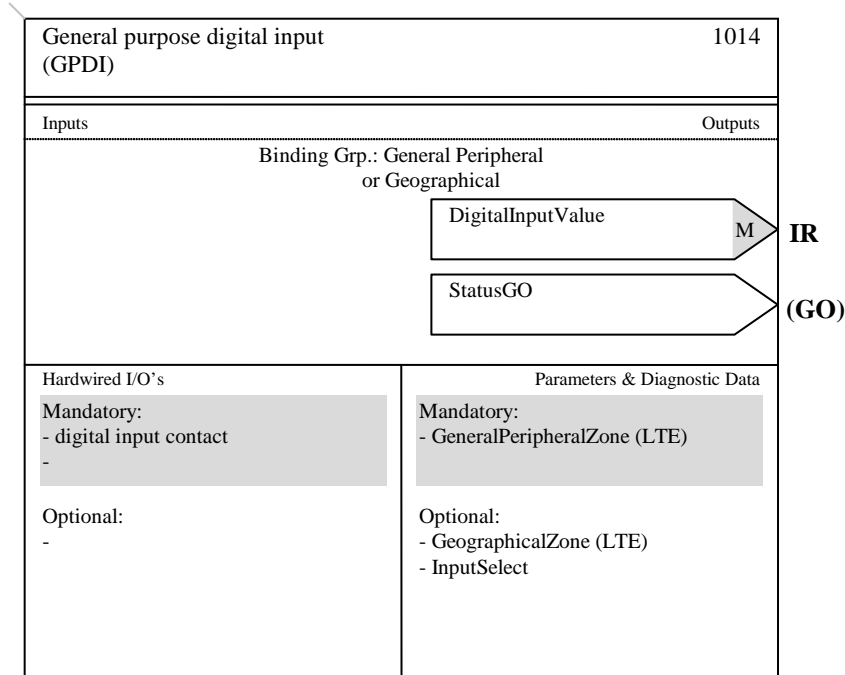 General purpose digital input 1014
(GPDI)
Inputs Outputs
Binding Grp.: General Peripheral
or Geographical
DigitalInputValue
M
IR
StatusGO
(GO)
Hardwired I/O's
Mandatory:
- digital input contact
-
Optional:
-
Parameters & Diagnostic Data
Mandatory:
- GeneralPeripheralZone (LTE)
Optional:
- GeographicalZone (LTE)
- InputSelect